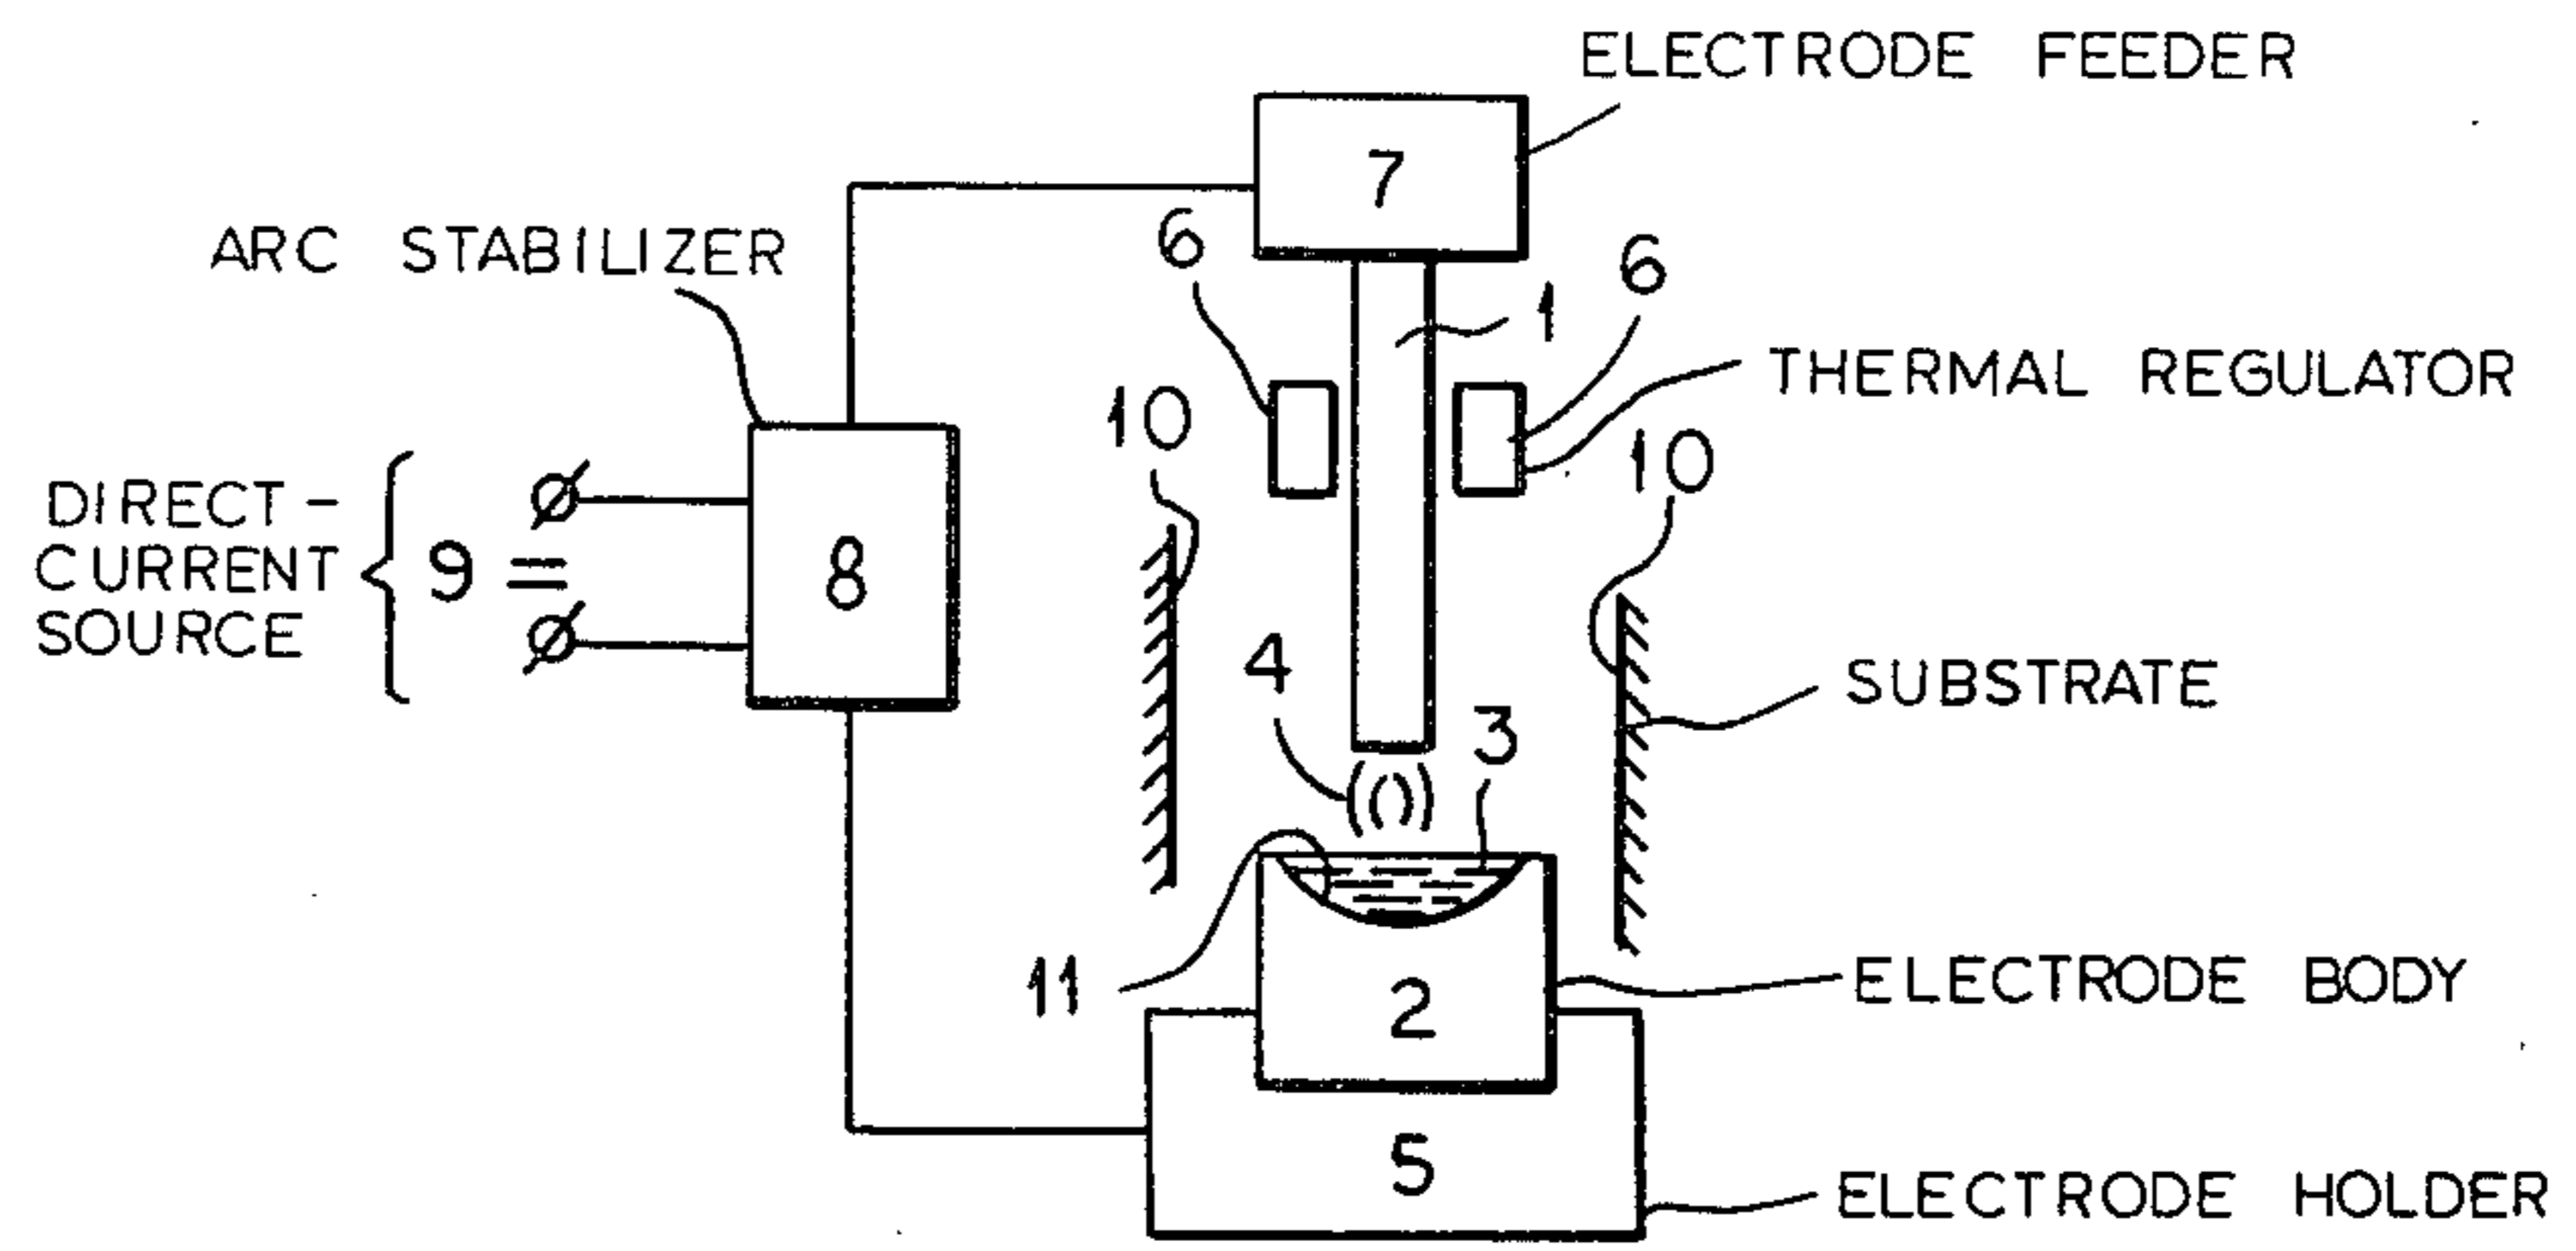 ELECTRODE FEEDER
7
ARC STABILIZER
6
6
1
THERMAL REGULATOR
10
10
DIRECT-
CURRENT
SOURCE
9 =
8
4
3
SUBSTRATE
11
2
ELECTRODE BODY
5
ELECTRODE HOLDER